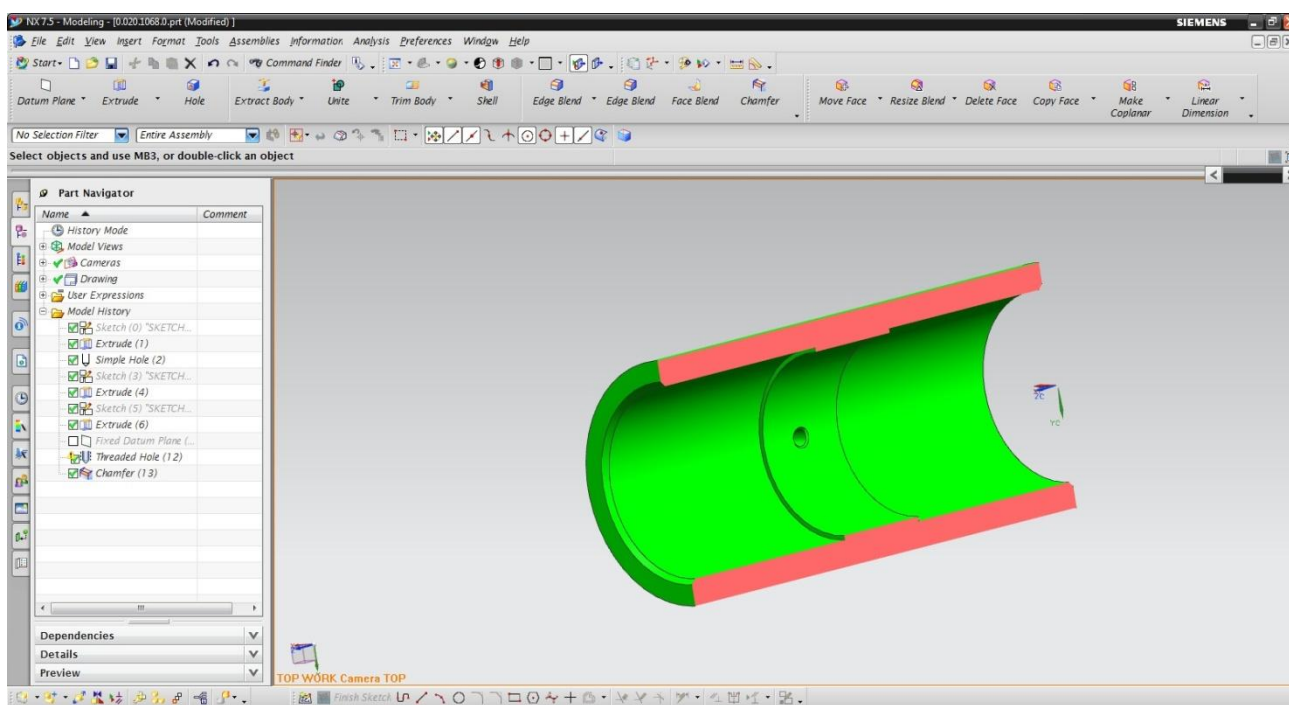 NX 7.5 - Modeling - [0.020.1068.0.prt (Modified) ]
SIEMENS
File Edit View Insert Format Tools Assemblies Information Analysis Preferences Window Help
Start Command Finder
Datum Plane Extrude Hole Extract Body Unite Trim Body Shell Edge Blend Edge Blend Face Blend Chamfer Move Face Resize Blend Delete Face Copy Face Make Coplanar Linear Dimension
No Selection Filter Entire Assembly
Select objects and use MB3, or double-click an object
Part Navigator
Name Comment
History Mode
Model Views
Cameras
Drawing
User Expressions
Model History
Sketch (0) "SKETCH...
Extrude (1)
Simple Hole (2)
Sketch (3) "SKETCH...
Extrude (4)
Sketch (5) "SKETCH...
Extrude (6)
Fixed Datum Plane (...
Threaded Hole (12)
Chamfer (13)
ZC
YC
Dependencies
Details
Preview
TOP WORK Camera TOP
Finish Sketch